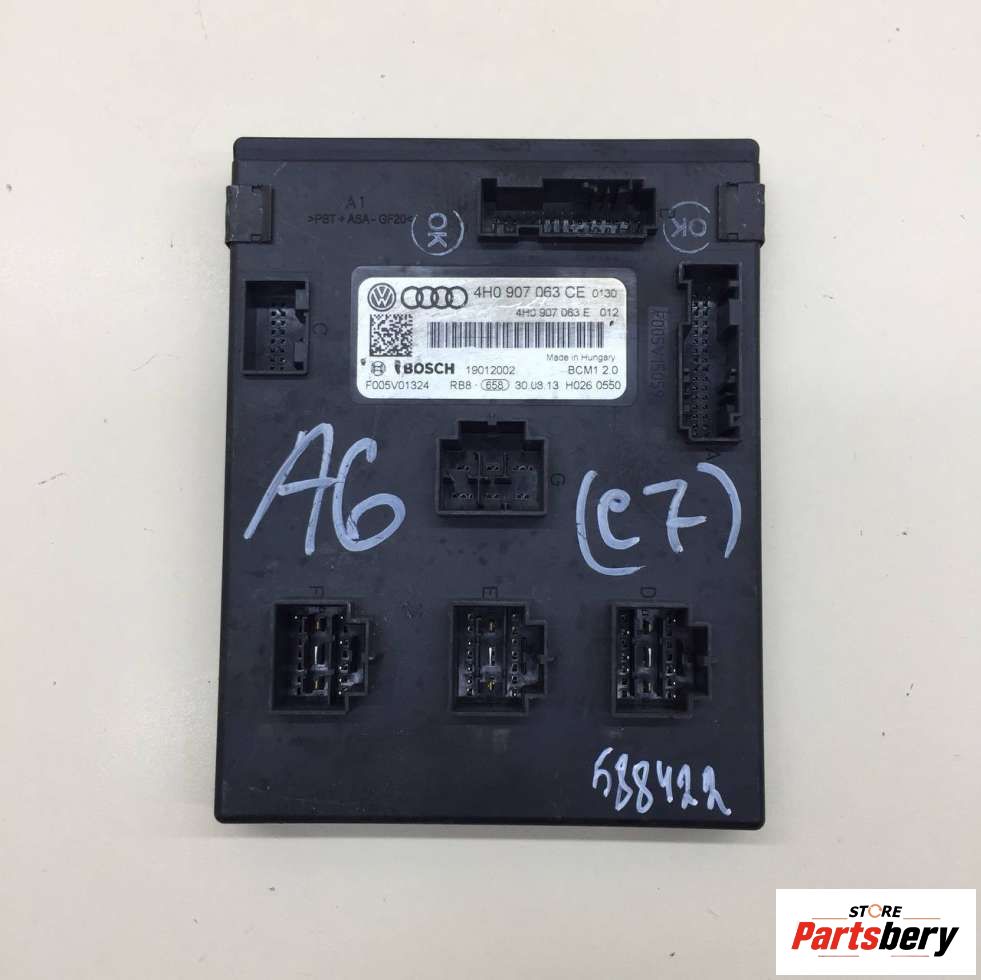 A1
>PBT+ASA-GF20<
OK
OK
B
4H0 907 063 CE 0130
4H0 907 063 E 012
Made in Hungary
BOSCH 19012002 BCM1 2.0
F005V01324 RB8· 658 30.08.13 H026 0550
C
A
A6
G
(C7)
F
E
D
588422
STORE
Partsbery